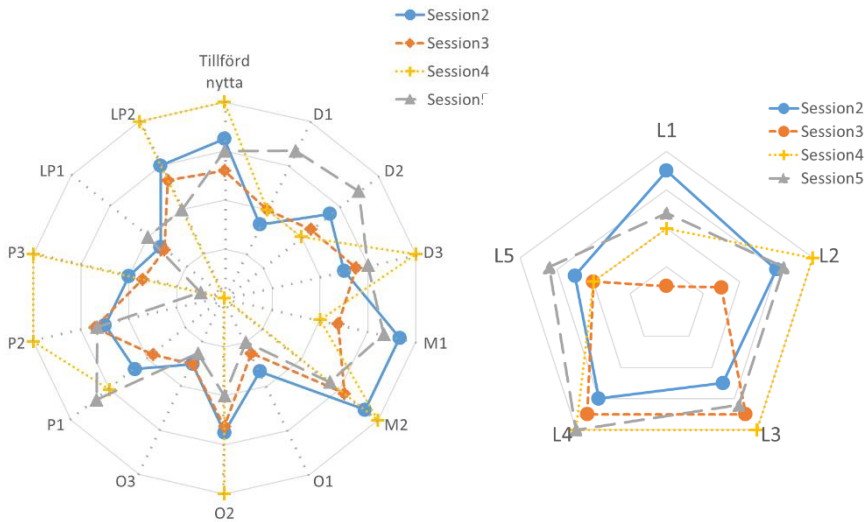 Session2
Session3
Session4
Session5
Tillförd
nytta
D1
D2
D3
M1
M2
O1
O2
O3
P1
P2
P3
LP1
LP2
Session2
Session3
Session4
Session5
L1
L2
L3
L4
L5